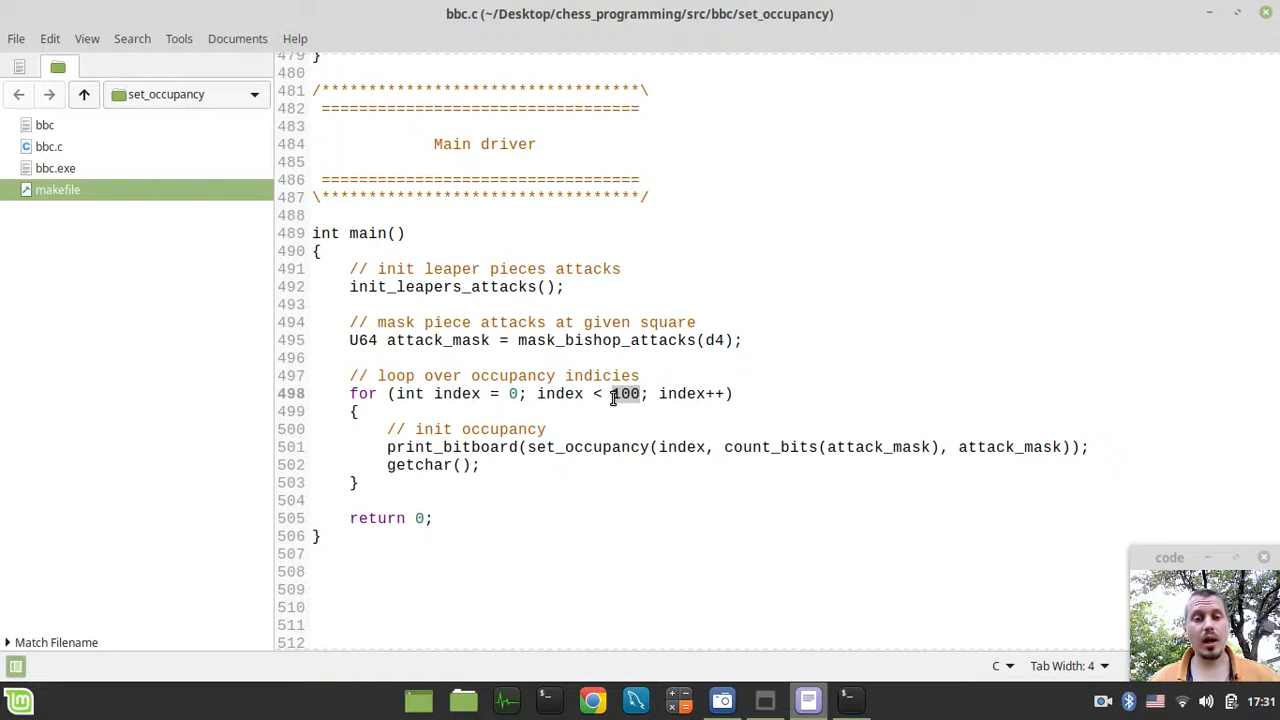 bbc.c (~/Desktop/chess_programming/src/bbc/set_occupancy)
File Edit View Search Tools Documents Help
set_occupancy
bbc
bbc.c
bbc.exe
makefile
Match Filename
479 }
480
481 /**********************************\
482 ==================================
483
484 Main driver
485
486 ==================================
487 \**********************************/
488
489 int main()
490 {
491 // init leaper pieces attacks
492 init_leapers_attacks();
493
494 // mask piece attacks at given square
495 U64 attack_mask = mask_bishop_attacks(d4);
496
497 // loop over occupancy indicies
498 for (int index = 0; index < 100; index++)
499 {
500 // init occupancy
501 print_bitboard(set_occupancy(index, count_bits(attack_mask), attack_mask));
502 getchar();
503 }
504
505 return 0;
506 }
507
508
509
510
511
512
code
C Tab Width: 4
17:31